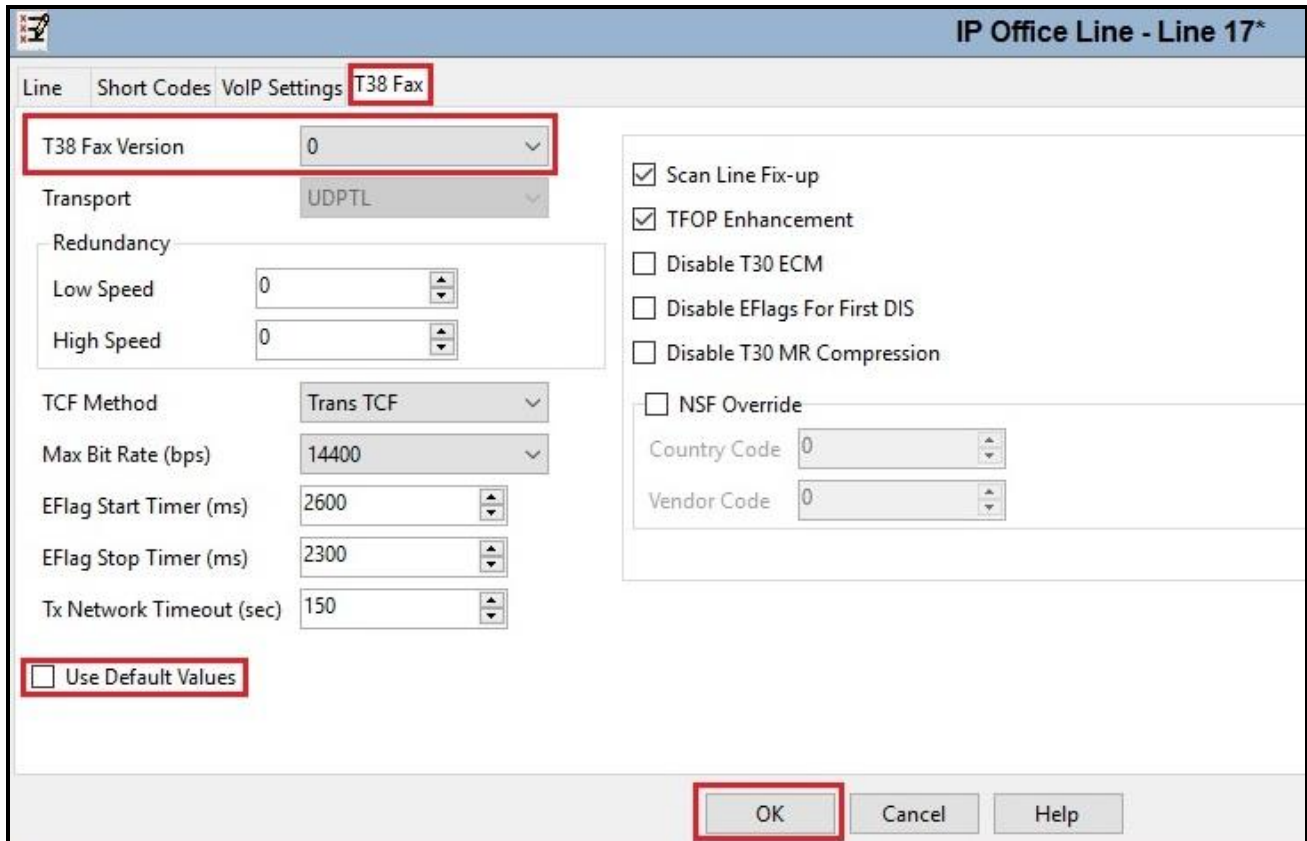 IP Office Line - Line 17*
Line Short Codes VoIP Settings T38 Fax
T38 Fax Version 0
Transport UDPTL
Redundancy
Low Speed 0
High Speed 0
TCF Method Trans TCF
Max Bit Rate (bps) 14400
EFlag Start Timer (ms) 2600
EFlag Stop Timer (ms) 2300
Tx Network Timeout (sec) 150
Use Default Values
Scan Line Fix-up
TFOP Enhancement
Disable T30 ECM
Disable EFlags For First DIS
Disable T30 MR Compression
NSF Override
Country Code 0
Vendor Code 0
OK Cancel Help